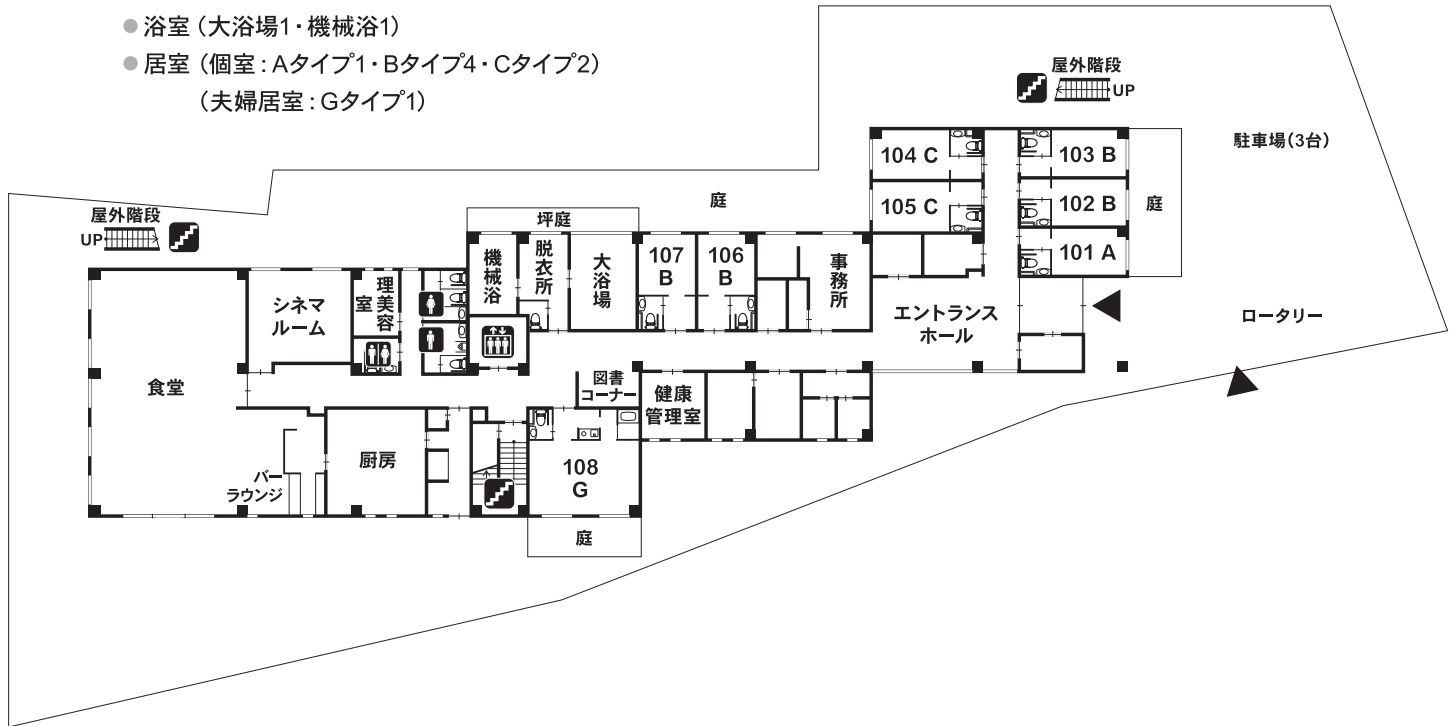 ● 浴室 (大浴場1・機械浴1)
● 居室 (個室：Aタイプ1・Bタイプ4・Cタイプ2)
(夫婦居室：Gタイプ1)
屋外階段
UP
駐車場(3台)
104 C
103 B
105 C
102 B
庭
101 A
庭
坪庭
屋外階段
UP
機械浴
脱衣所
大浴場
107
B
106
B
事務所
エントランス
ホール
ロータリー
シネマ
ルーム
理美容
室
食堂
図書
コーナー
健康
管理室
厨房
バー
ラウンジ
108
G
庭